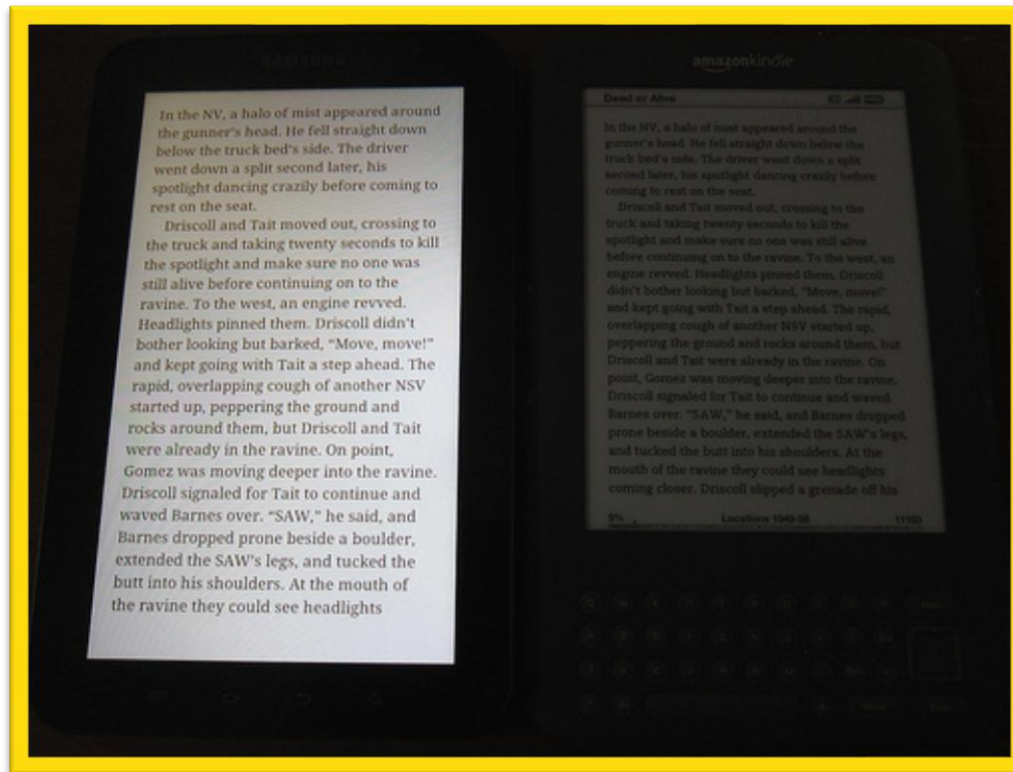 SAMSUNG
In the NV, a halo of mist appeared around
the gunner's head. He fell straight down
below the truck bed's side. The driver
went down a split second later, his
spotlight dancing crazily before coming to
rest on the seat.
Driscoll and Tait moved out, crossing to
the truck and taking twenty seconds to kill
the spotlight and make sure no one was
still alive before continuing on to the
ravine. To the west, an engine revved.
Headlights pinned them. Driscoll didn't
bother looking but barked, “Move, move!”
and kept going with Tait a step ahead. The
rapid, overlapping cough of another NSV
started up, peppering the ground and
rocks around them, but Driscoll and Tait
were already in the ravine. On point,
Gomez was moving deeper into the ravine.
Driscoll signaled for Tait to continue and
waved Barnes over. “SAW,” he said, and
Barnes dropped prone beside a boulder,
extended the SAW's legs, and tucked the
butt into his shoulders. At the mouth of
the ravine they could see headlights
amazonkindle
Dead or Alive
In the NV, a halo of mist appeared around the
gunner's head. He fell straight down below the
truck bed's side. The driver went down a split
second later, his spotlight dancing crazily before
coming to rest on the seat.
Driscoll and Tait moved out, crossing to the
truck and taking twenty seconds to kill the
spotlight and make sure no one was still alive
before continuing on to the ravine. To the west, an
engine revved. Headlights pinned them. Driscoll
didn't bother looking but barked, “Move, move!”
and kept going with Tait a step ahead. The rapid,
overlapping cough of another NSV started up,
peppering the ground and rocks around them, but
Driscoll and Tait were already in the ravine. On
point, Gomez was moving deeper into the ravine.
Driscoll signaled for Tait to continue and waved
Barnes over. “SAW,” he said, and Barnes dropped
prone beside a boulder, extended the SAW's legs,
and tucked the butt into his shoulders. At the
mouth of the ravine they could see headlights
coming closer. Driscoll slipped a grenade off his
9% Locations 1049-56